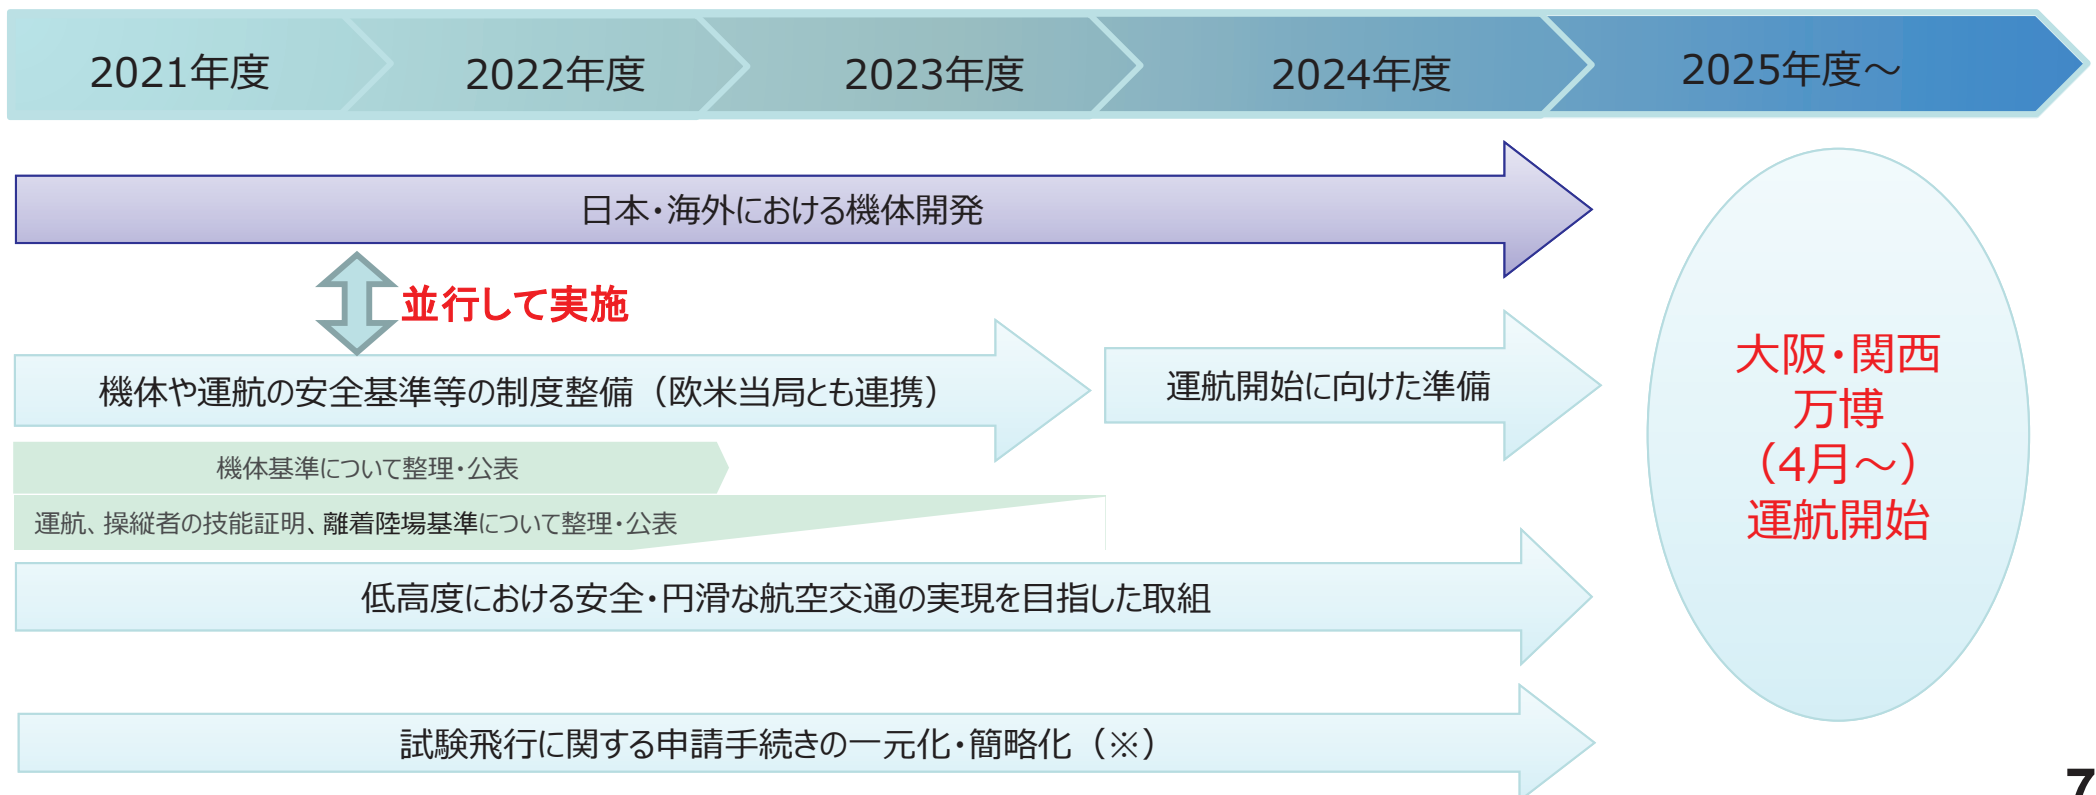 2021年度
2022年度
2023年度
2024年度
2025年度～
日本・海外における機体開発
並行して実施
機体や運航の安全基準等の制度整備（欧米当局とも連携）
運航開始に向けた準備
機体基準について整理・公表
運航、操縦者の技能証明、離着陸場基準について整理・公表
低高度における安全・円滑な航空交通の実現を目指した取組
試験飛行に関する申請手続きの一元化・簡略化（※）
大阪・関西
万博
（4月～）
運航開始
7